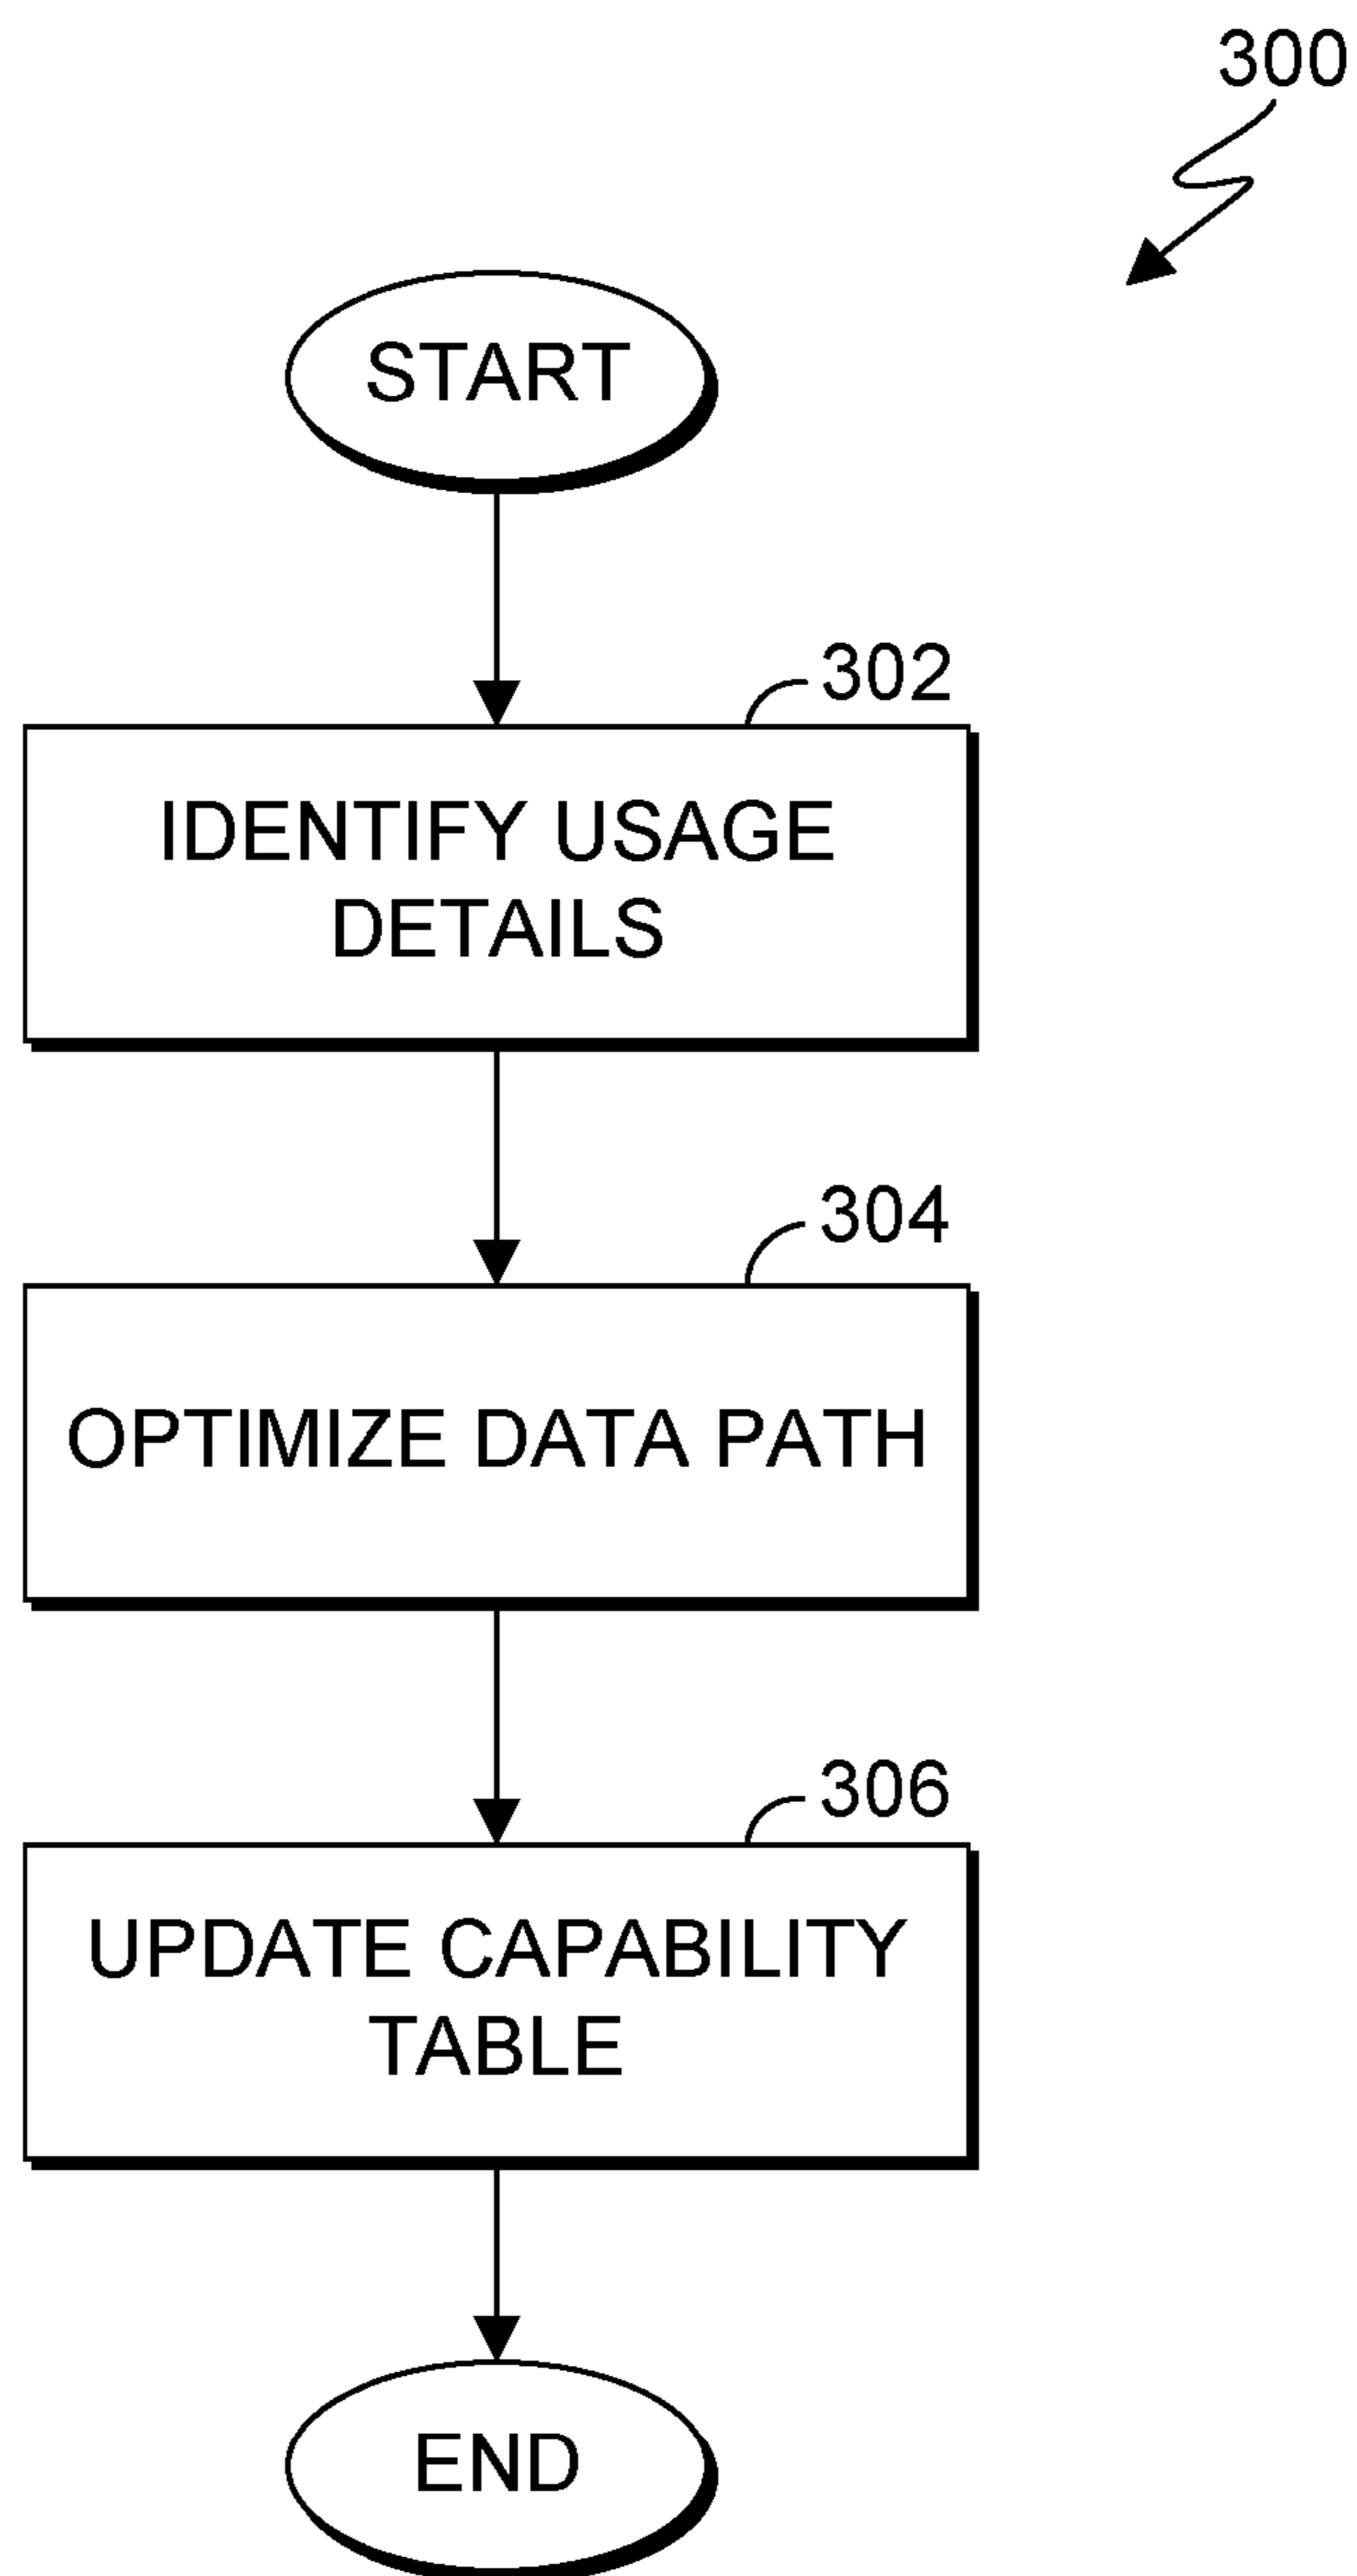 300
START
302
IDENTIFY USAGE
DETAILS
304
OPTIMIZE DATA PATH
306
UPDATE CAPABILITY
TABLE
END